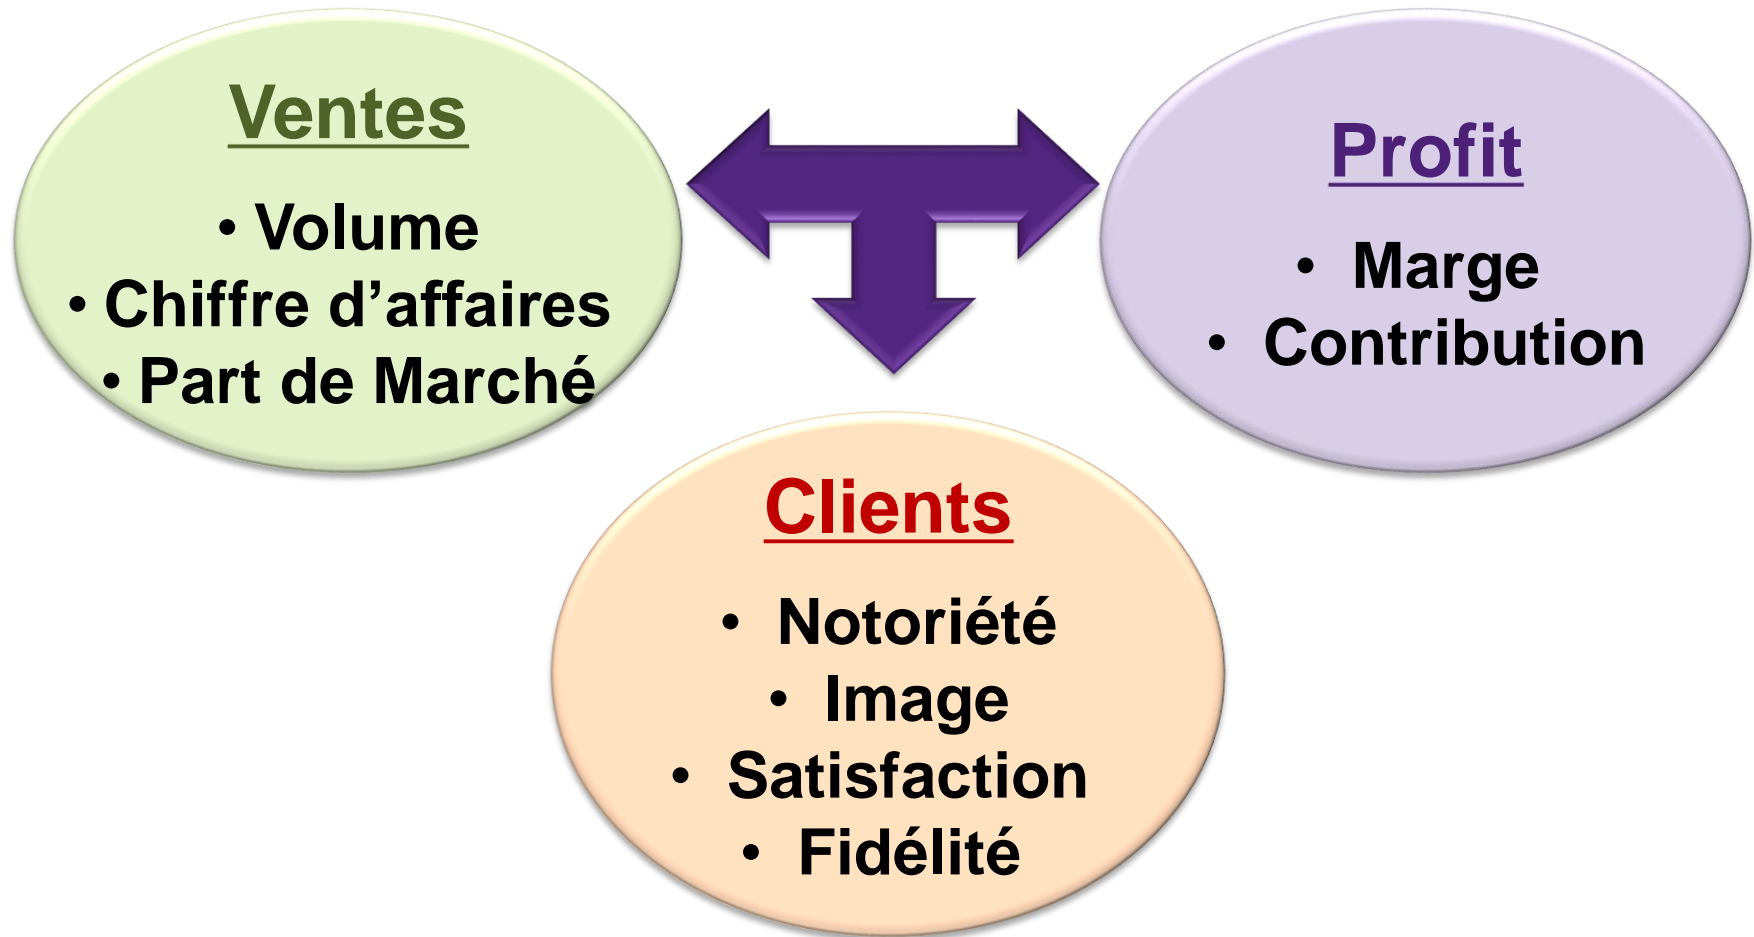 Ventes
• Volume
• Chiffre d’affaires
• Part de Marché
Profit
• Marge
• Contribution
Clients
• Notoriété
• Image
• Satisfaction
• Fidélité